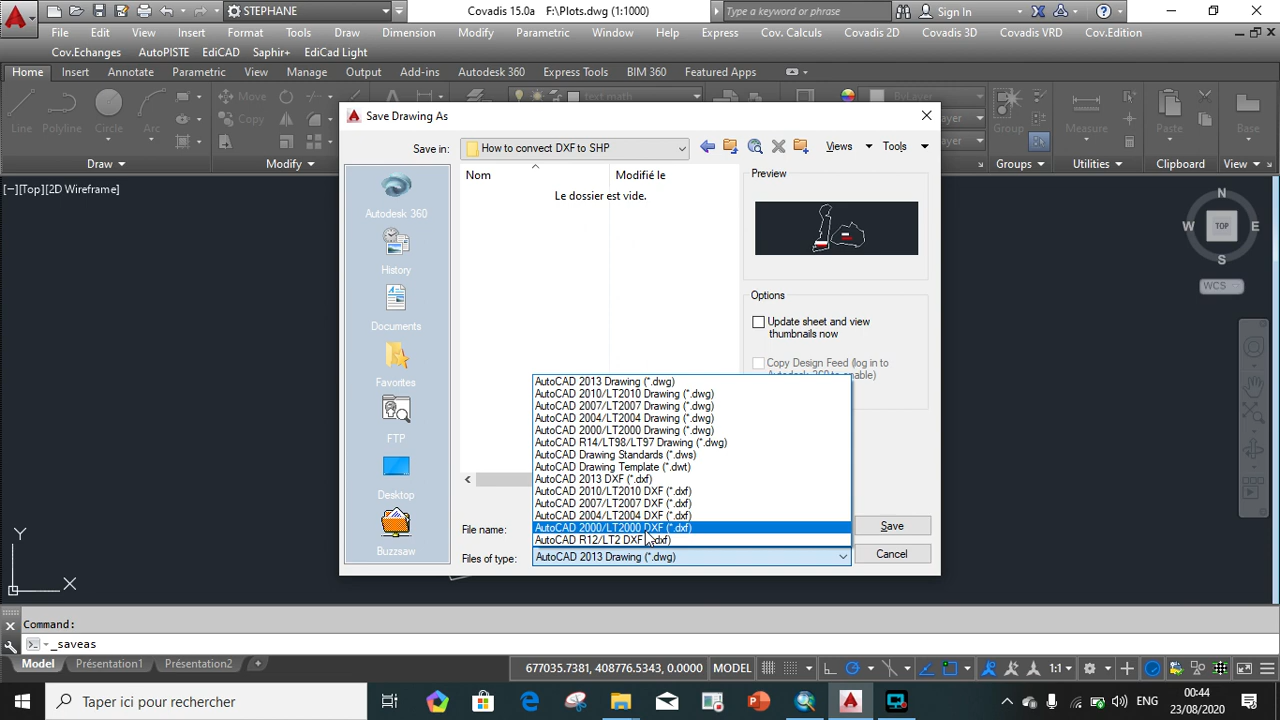 STEPHANE
Covadis 15.0a F:\Plots.dwg (1:1000)
Type a keyword or phrase
Sign In
File Edit View Insert Format Tools Draw Dimension Modify Parametric Window Help Express Cov. Calculs Covadis 2D Covadis 3D Covadis VRD Cov.Edition
Cov.Echanges AutoPISTE EdiCAD Saphir+ EdiCad Light
Home Insert Annotate Parametric View Manage Output Add-ins Autodesk 360 Express Tools BIM 360 Featured Apps
Line Polyline Circle Arc
Move
Copy
text math
ByLayer
Group
Measure
Paste
Base
Draw Modify Groups Utilities Clipboard View
[−][Top][2D Wireframe]
Save Drawing As
Save in: How to convect DXF to SHP
Views Tools
Nom Modifié le
Le dossier est vide.
Autodesk 360
History
Documents
Favorites
FTP
Desktop
Buzzsaw
Preview
Options
Update sheet and view
thumbnails now
Copy Design Feed (log in to
Autodesk 360 to enable)
AutoCAD 2013 Drawing (*.dwg)
AutoCAD 2010/LT2010 Drawing (*.dwg)
AutoCAD 2007/LT2007 Drawing (*.dwg)
AutoCAD 2004/LT2004 Drawing (*.dwg)
AutoCAD 2000/LT2000 Drawing (*.dwg)
AutoCAD R14/LT98/LT97 Drawing (*.dwg)
AutoCAD Drawing Standards (*.dws)
AutoCAD Drawing Template (*.dwt)
AutoCAD 2013 DXF (*.dxf)
AutoCAD 2010/LT2010 DXF (*.dxf)
AutoCAD 2007/LT2007 DXF (*.dxf)
AutoCAD 2004/LT2004 DXF (*.dxf)
AutoCAD 2000/LT2000 DXF (*.dxf)
AutoCAD R12/LT2 DXF (*.dxf)
File name:
Save
Files of type: AutoCAD 2013 Drawing (*.dwg)
Cancel
N
W TOP E
S
WCS
Y
X
Command:
_saveas
Model Présentation1 Présentation2 +
677035.7381, 408776.5343, 0.0000 MODEL
1:1
Taper ici pour rechercher
ENG
00:44
23/08/2020